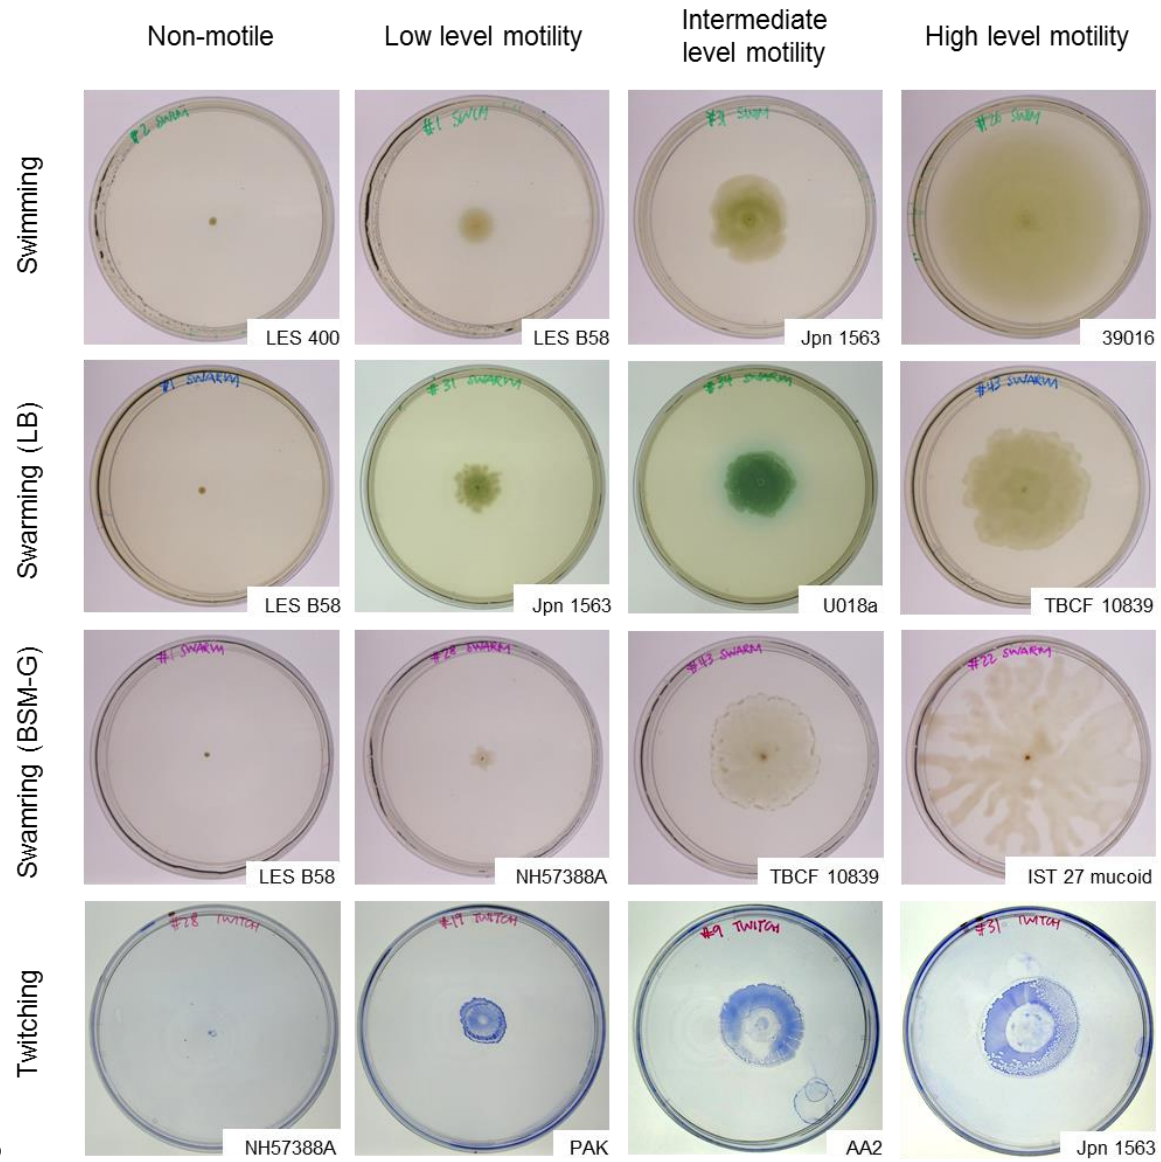 Non-motile
Low level motility
Intermediate
level motility
High level motility
Swimming
#2 SWIM
LES 400
#1 SWIM
LES B58
#31 SWIM
Jpn 1563
#26 SWIM
39016
Swarming (LB)
#1 SWARM
LES B58
#31 SWARM
Jpn 1563
#34 SWARM
U018a
#43 SWARM
TBCF 10839
Swamring (BSM-G)
#1 SWARM
LES B58
#28 SWARM
NH57388A
#43 SWARM
TBCF 10839
#22 SWARM
IST 27 mucoid
Twitching
#28 TWITCH
NH57388A
#19 TWITCH
PAK
#9 TWITCH
AA2
#31 TWITCH
Jpn 1563